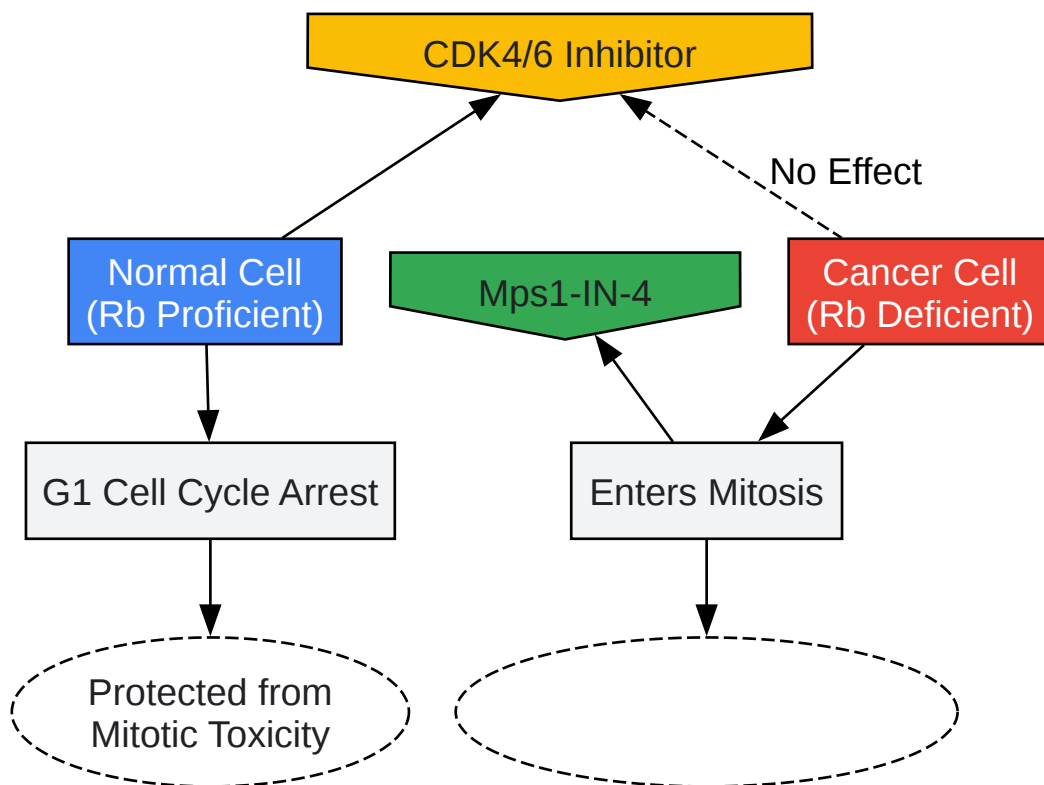 CDK4/6 Inhibitor
No Effect
Normal Cell
(Rb Proficient)
Mps1-IN-4
Cancer Cell
(Rb Deficient)
G1 Cell Cycle Arrest
Enters Mitosis
Protected from
Mitotic Toxicity